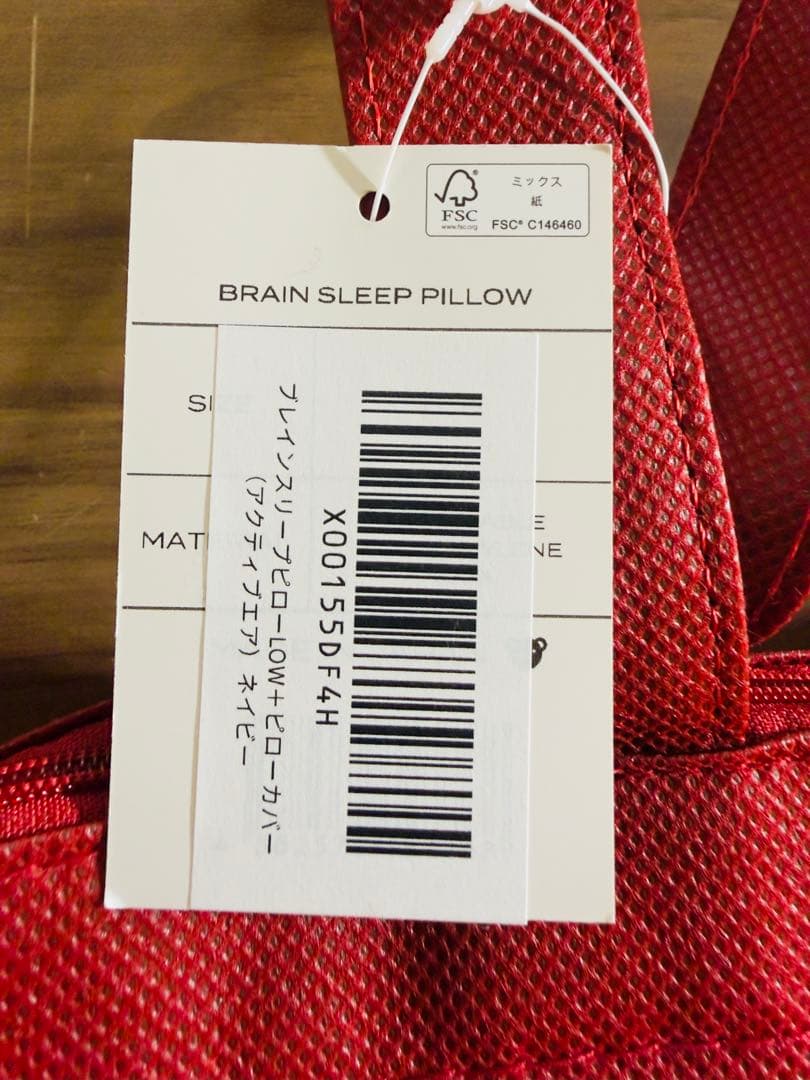 FSC
www.fsc.org
ミックス
紙
FSC® C146460
BRAIN SLEEP PILLOW
ブレインスリープピローLOW＋ピローカバー
（アクティブエア） ネイビー
X00155DF4H